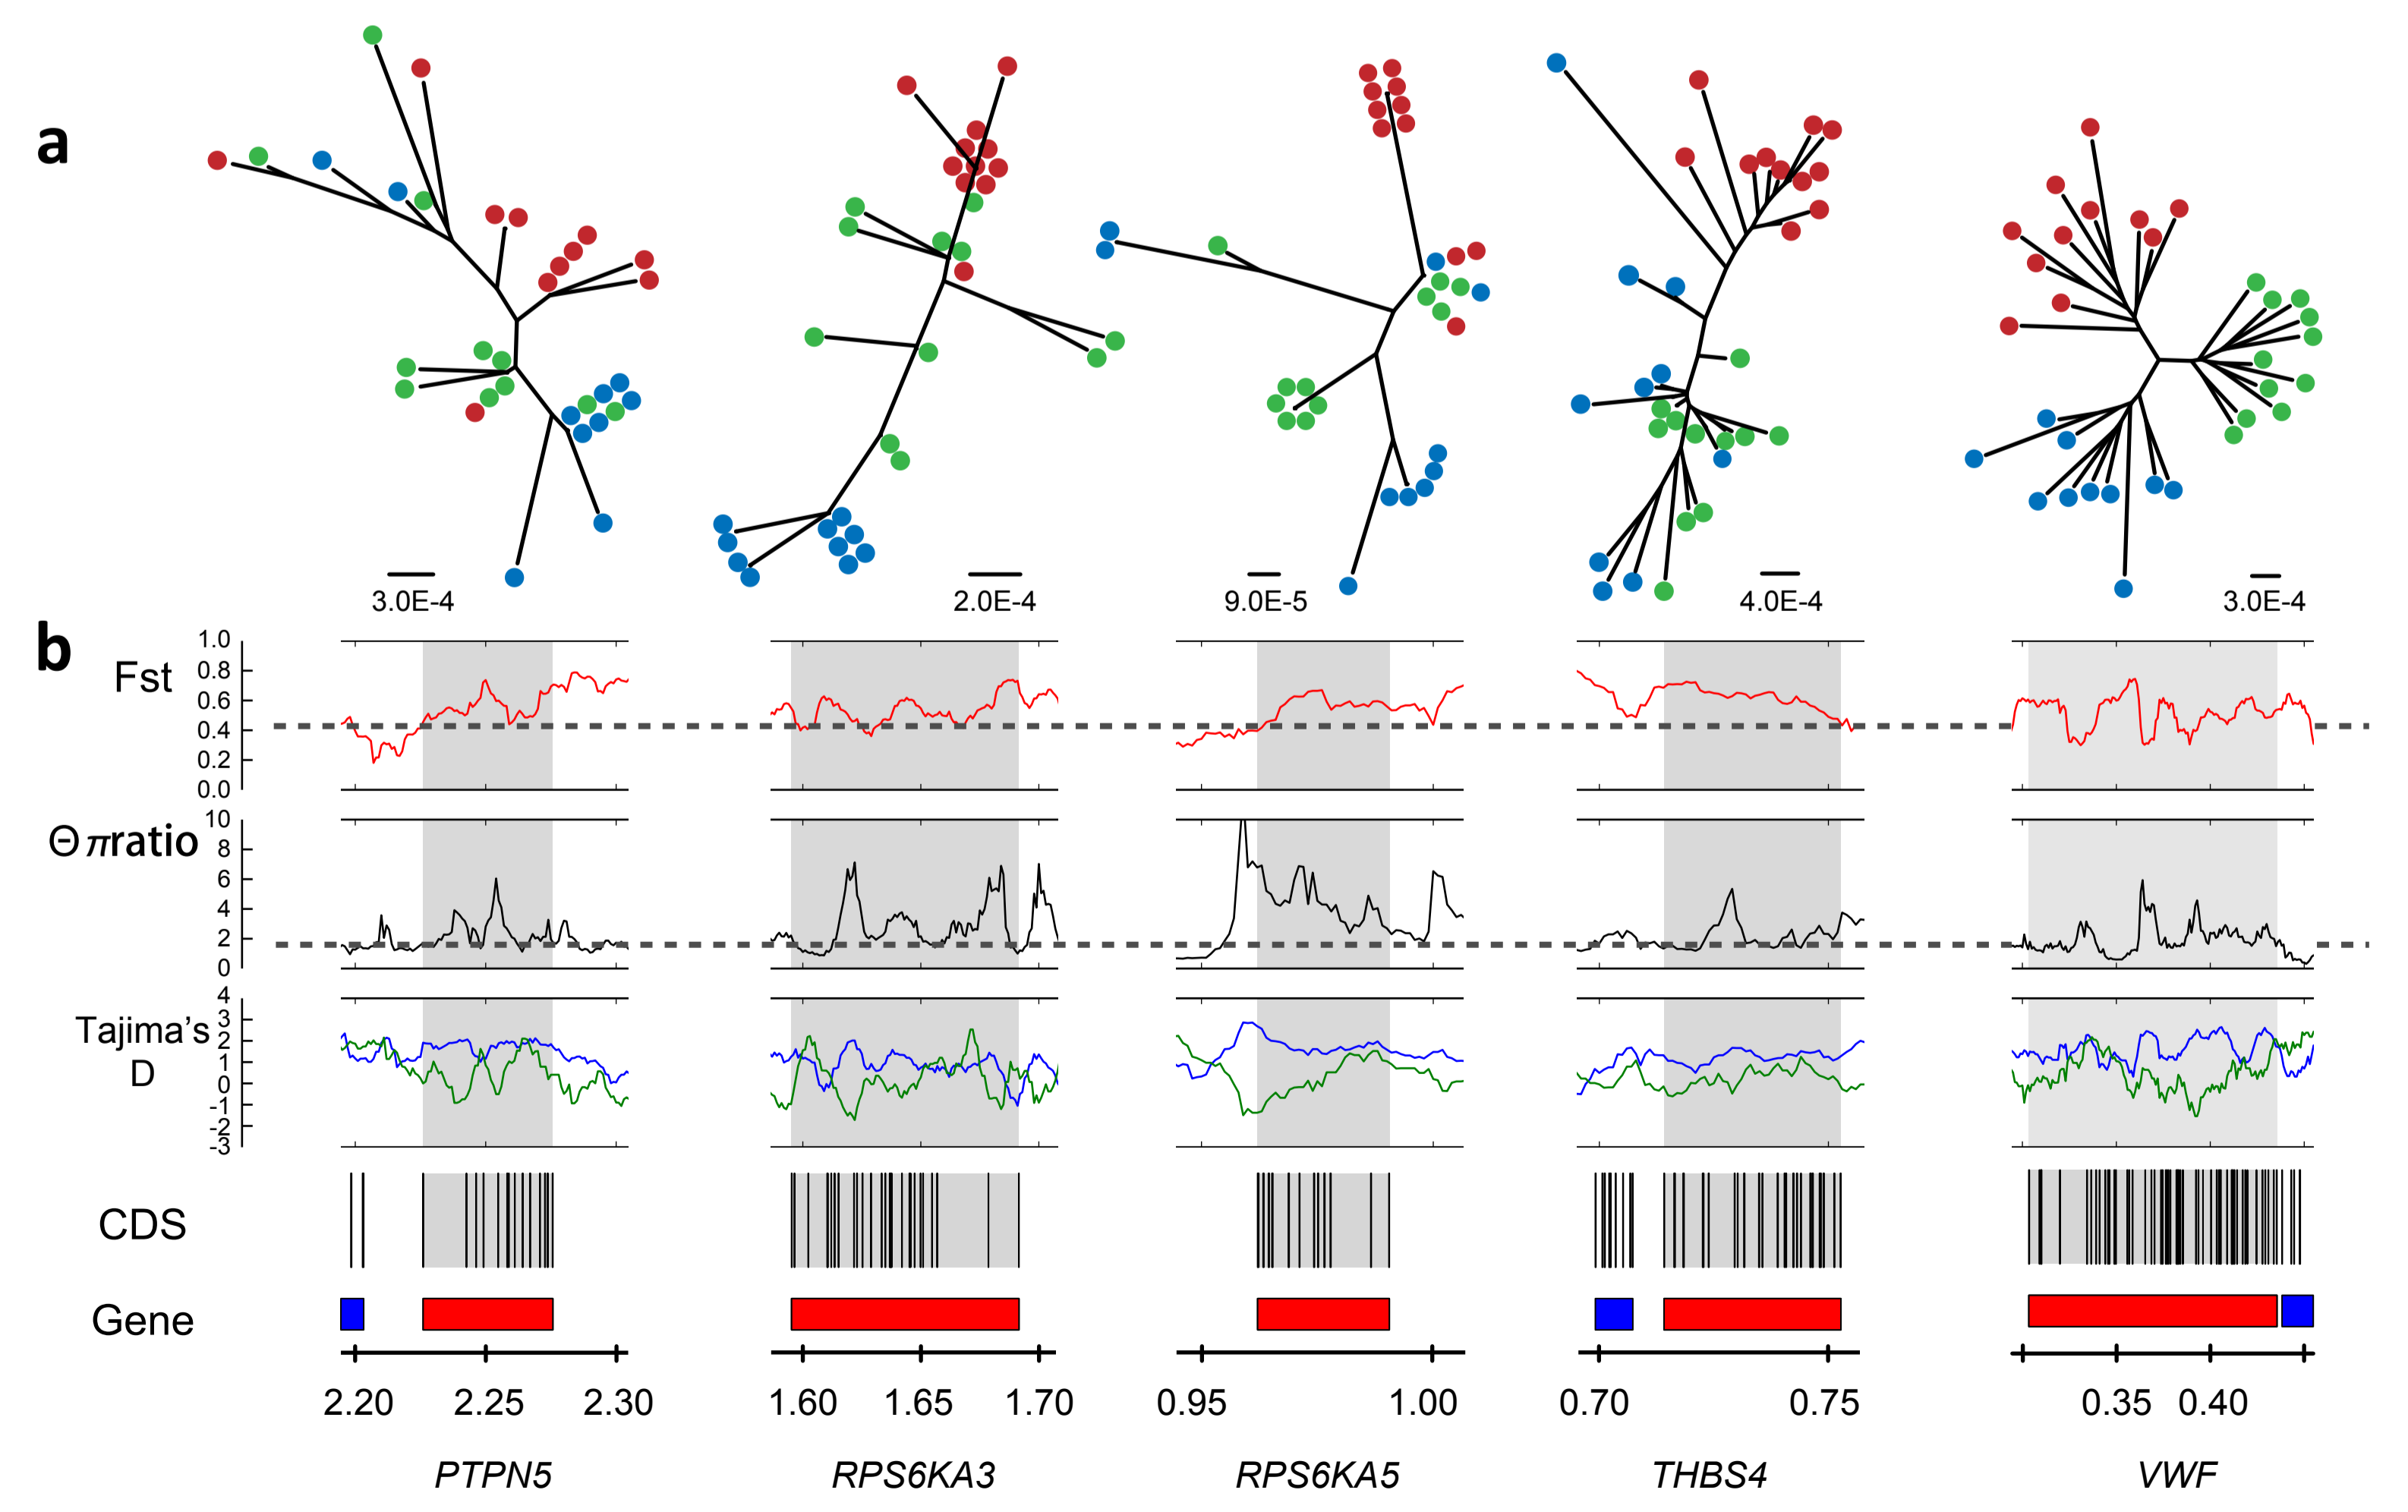 a
3.0E-4 2.0E-4 9.0E-5 4.0E-4 3.0E-4
b
Fst
1.0
0.8
0.6
0.4
0.2
0.0
Θ πratio
10
8
6
4
2
0
Tajima's
D
4
3
2
1
0
-1
-2
-3
CDS
Gene
2.20 2.25 2.30 1.60 1.65 1.70 0.95 1.00 0.70 0.75 0.35 0.40
PTPN5 RPS6KA3 RPS6KA5 THBS4 VWF